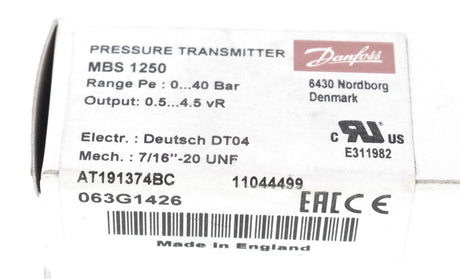 PRESSURE TRANSMITTER
MBS 1250
Range Pe : 0...40 Bar
Output: 0.5...4.5 vR
Danfoss
6430 Nordborg
Denmark
Electr. : Deutsch DT04
Mech. : 7/16"-20 UNF
c RU US
E311982
AT191374BC 11044499
063G1426
EAC CE
Made in England